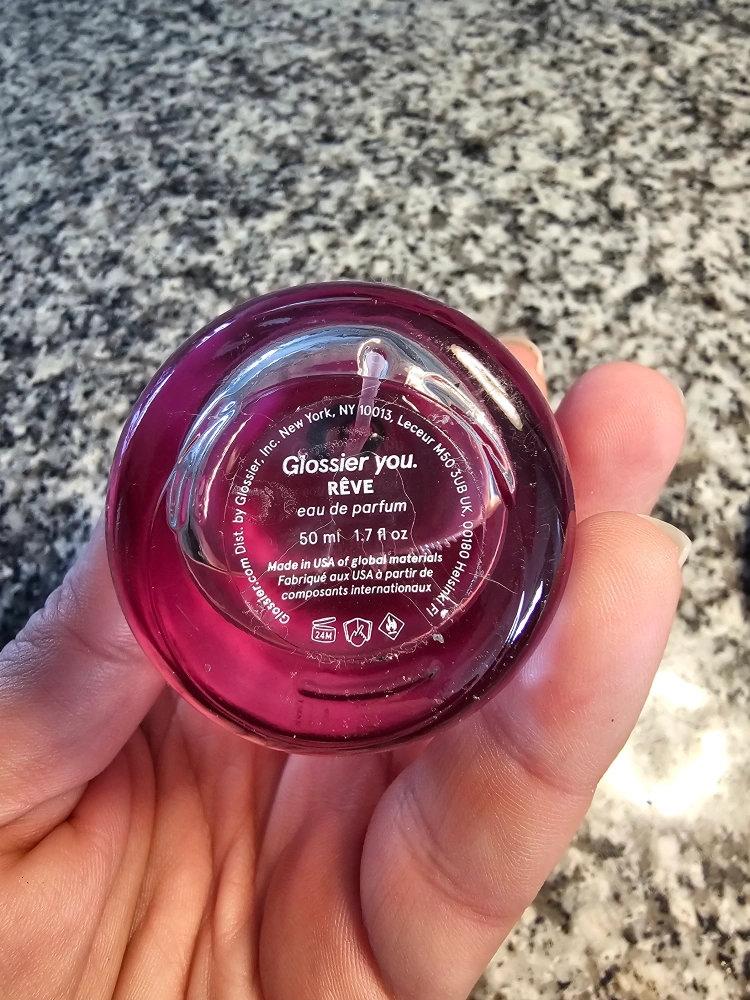 Glossier.com Dist. by Glossier, Inc. New York, NY 10013, Leceur M50 3UB UK, 00180 Helsinki FI
Glossier you.
RÊVE
eau de parfum
50 ml 1.7 fl oz
Made in USA of global materials
Fabriqué aux USA à partir de
composants internationaux
24M